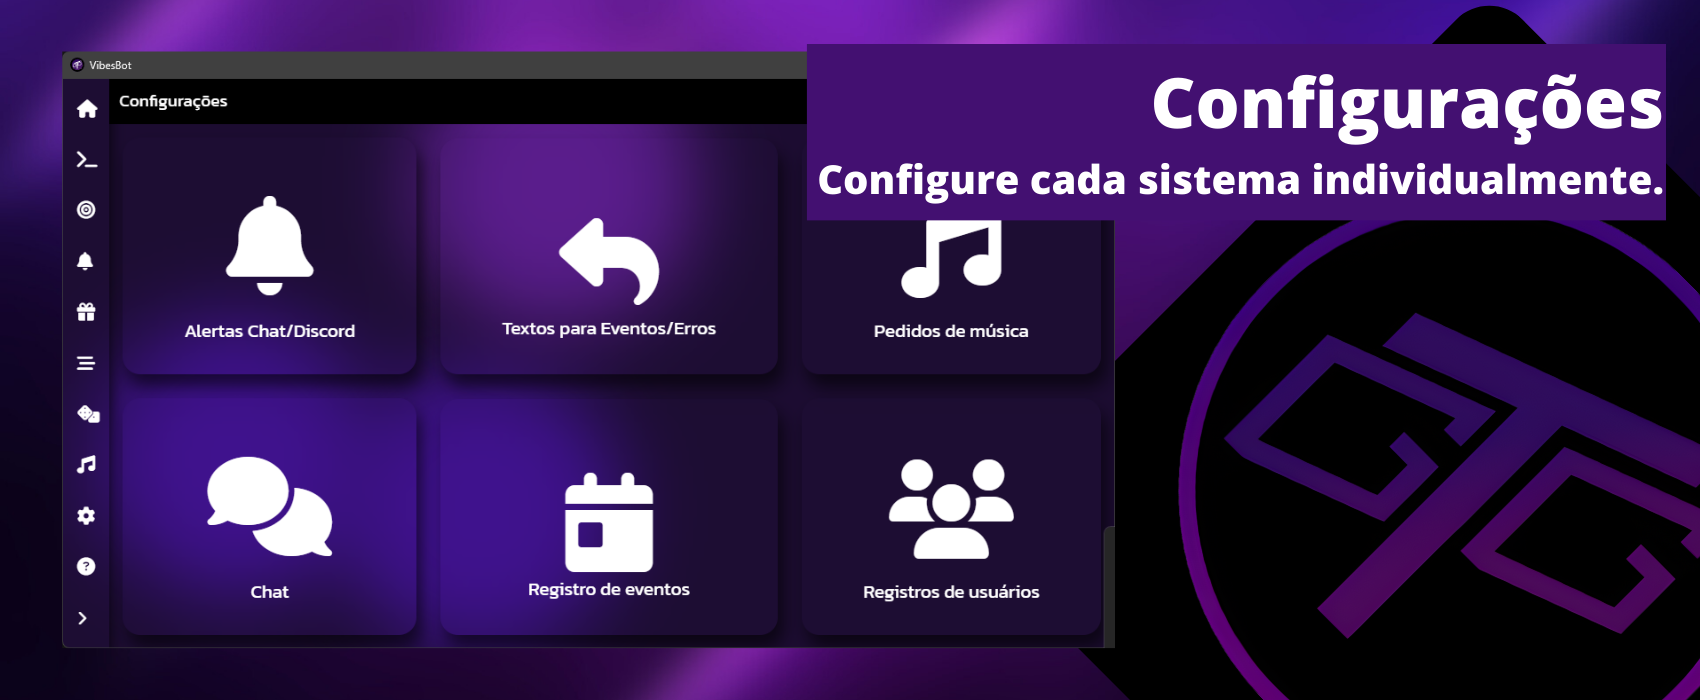 VibesBot
Configurações
Configurações
Configure cada sistema individualmente.
Alertas Chat/Discord
Textos para Eventos/Erros
Pedidos de música
Chat
Registro de eventos
Registros de usuários